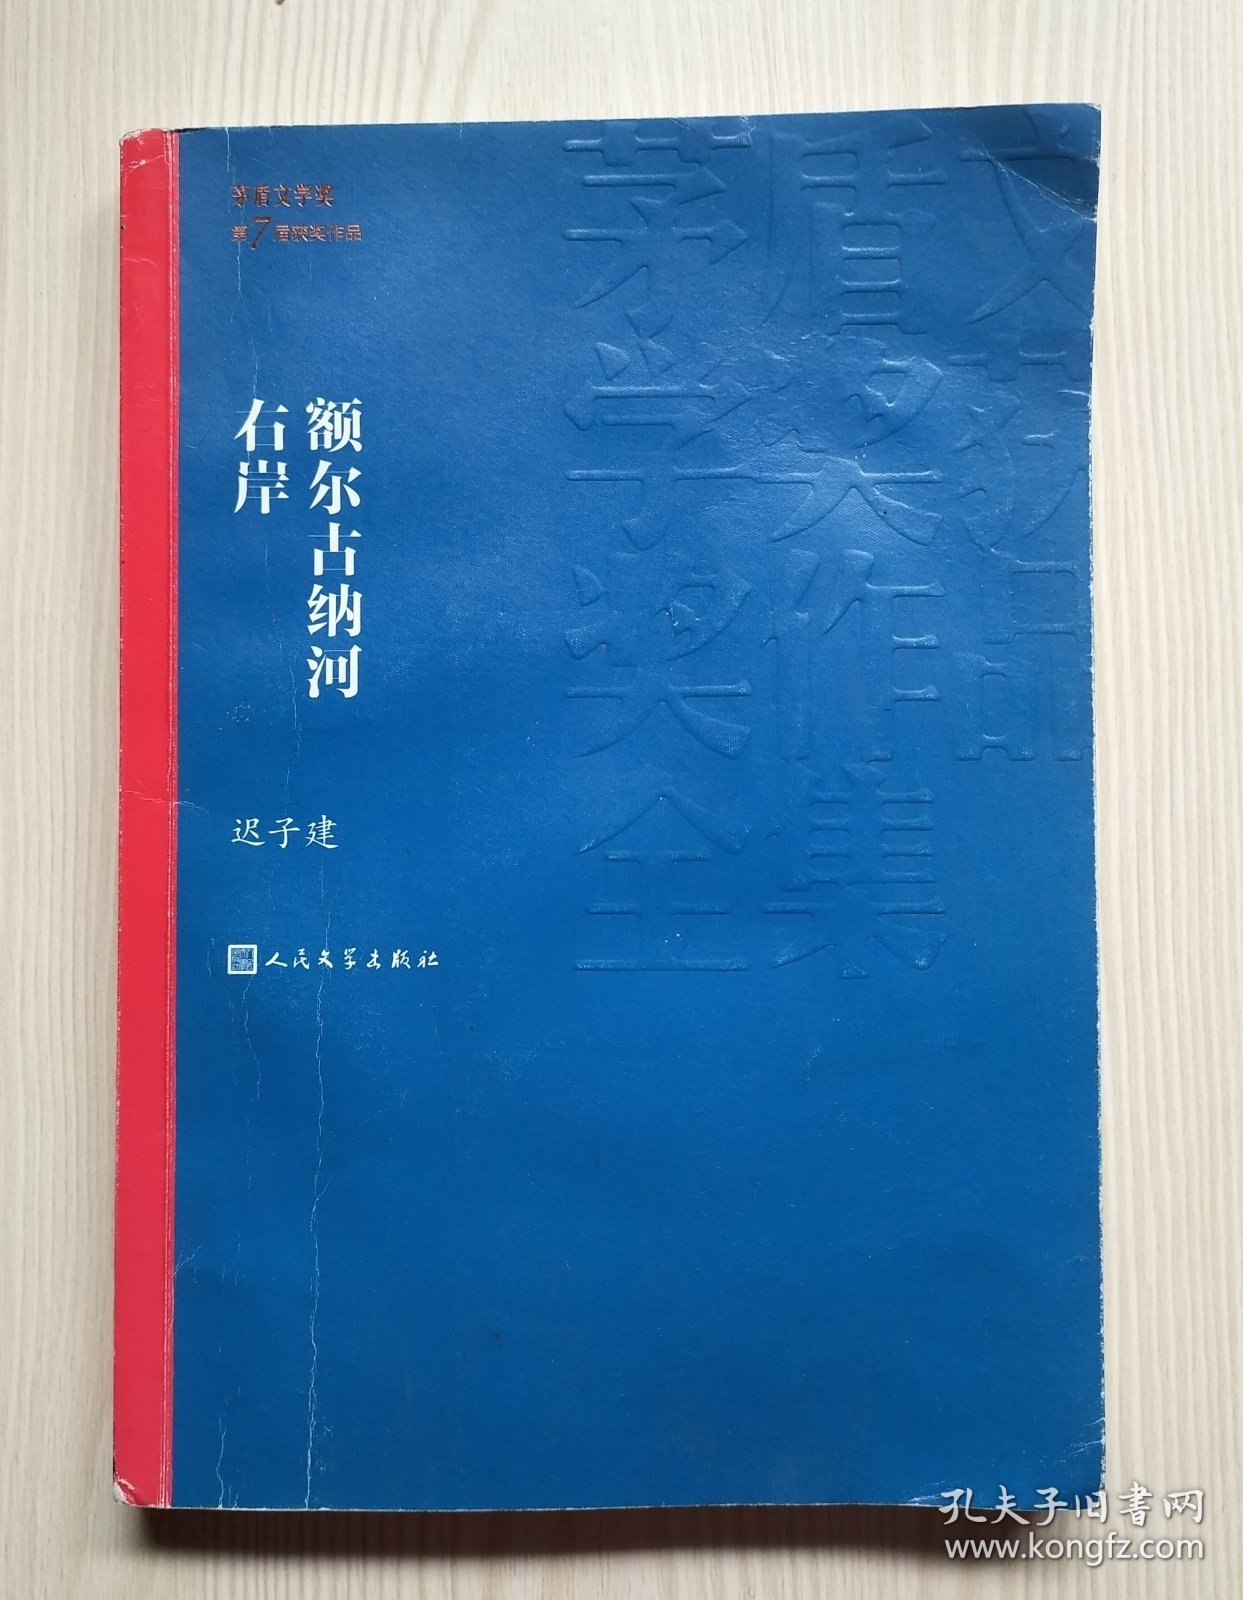 茅盾文学奖
第7届获奖作品
额尔古纳河
右岸
迟子建
人民文学出版社
茅盾文
学奖获
奖作品
全集
孔夫子旧书网
www.kongfz.com